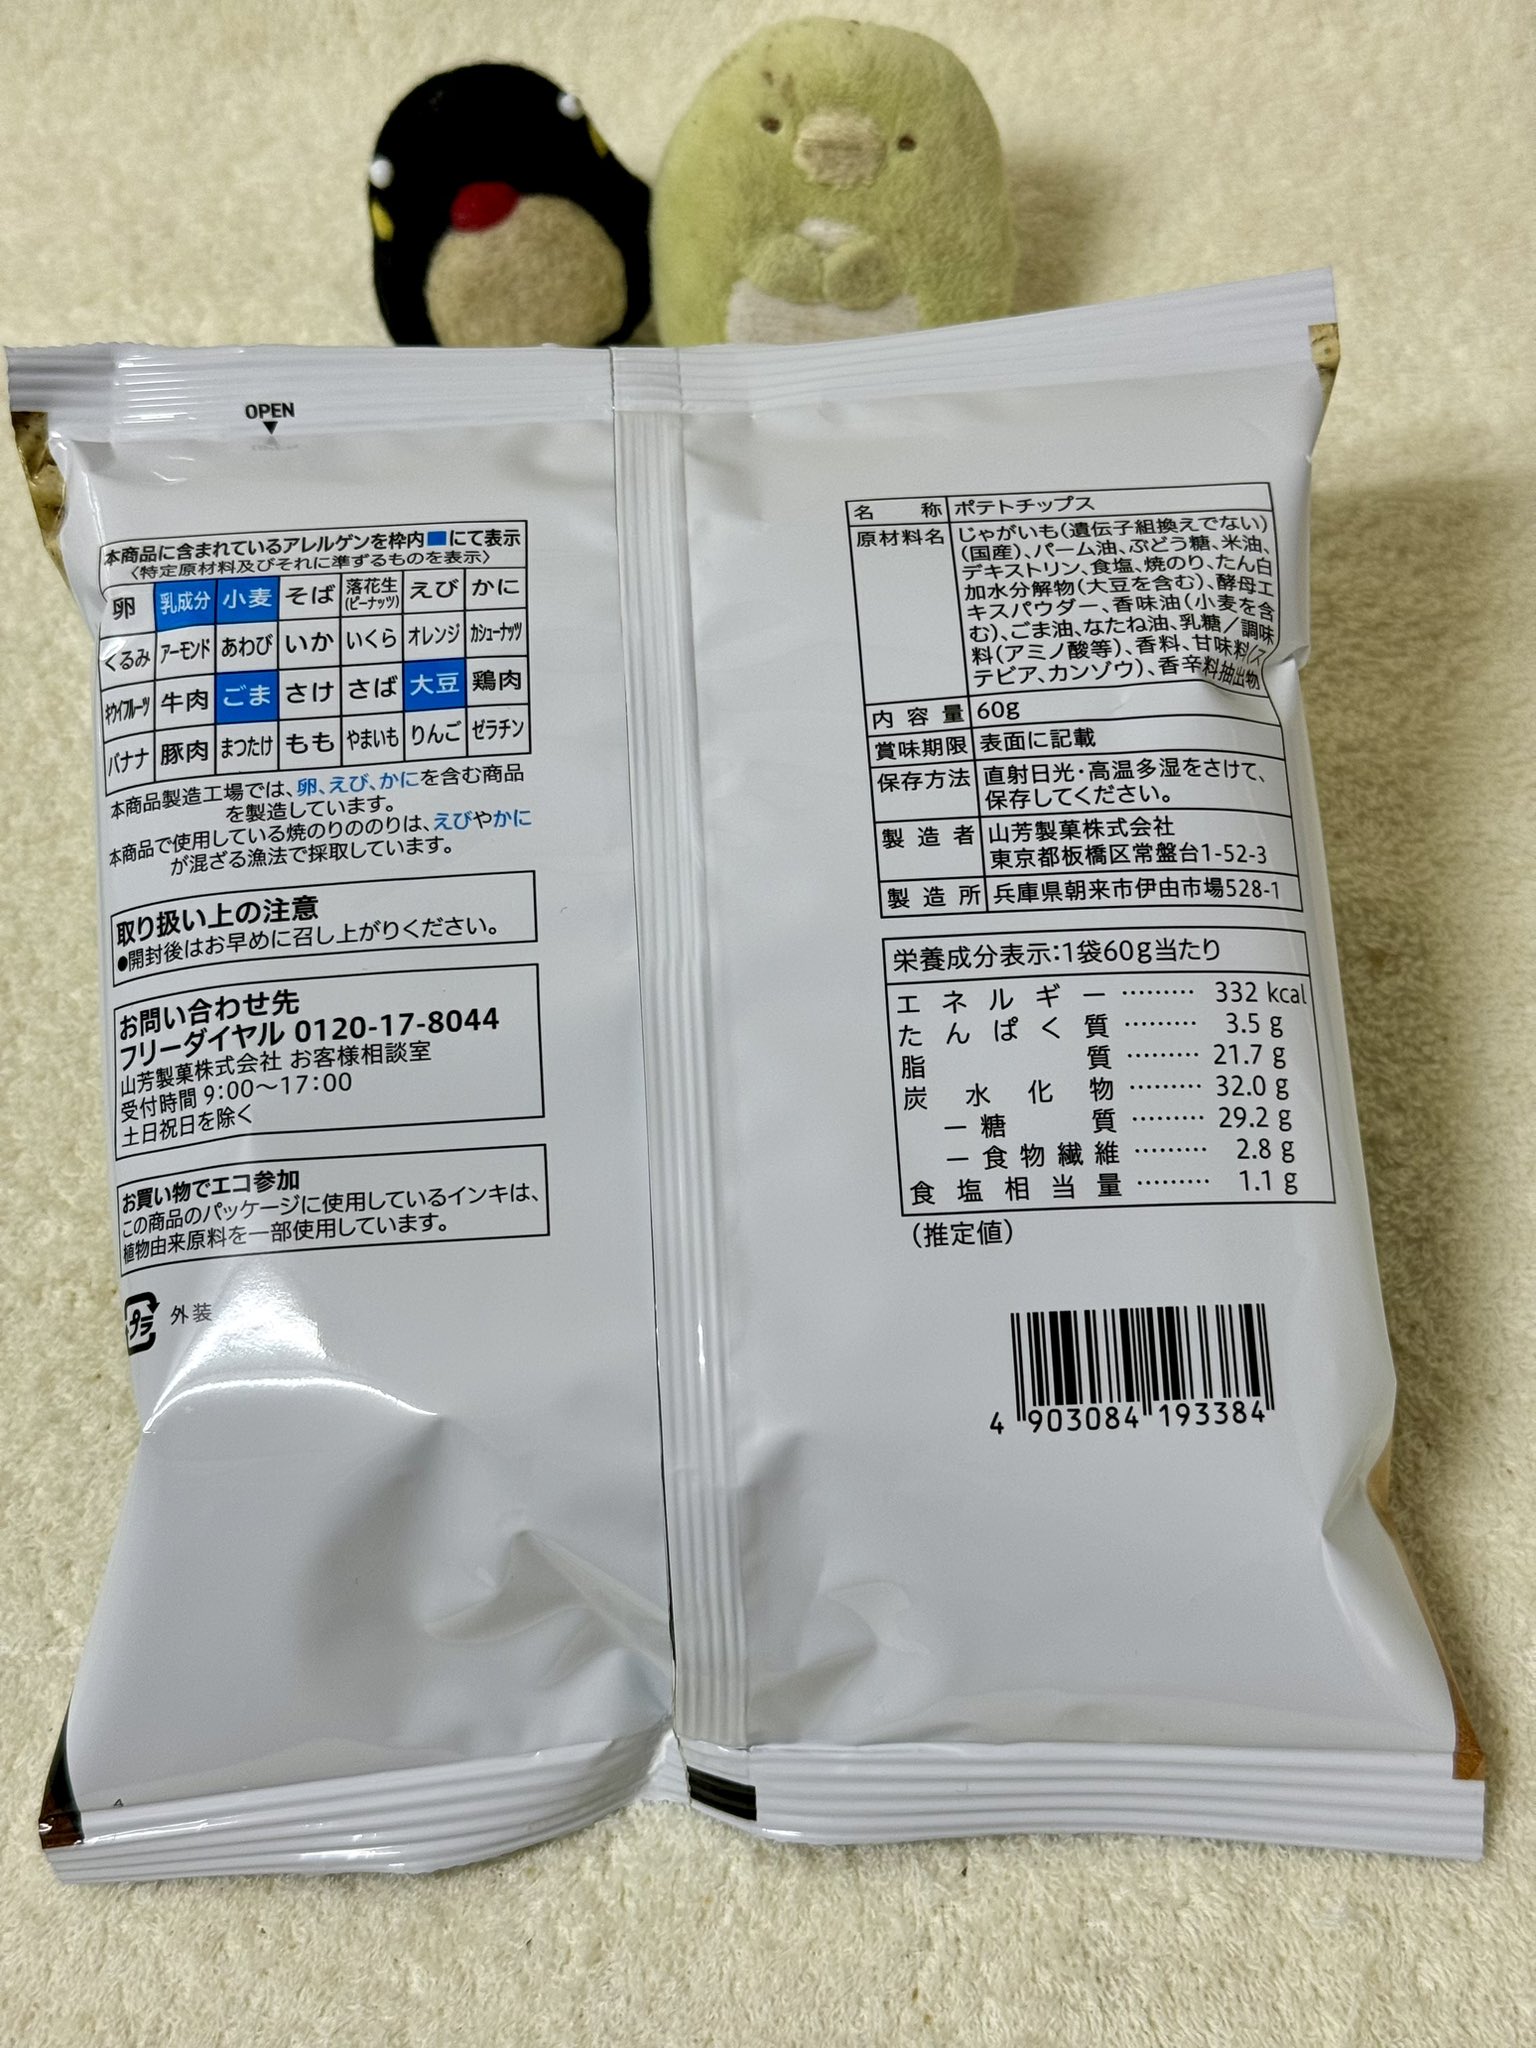 OPEN
本商品に含まれているアレルゲンを枠内■にて表示
〈特定原材料及びそれに準ずるものを表示〉
卵 乳成分 小麦 そば 落花生(ピーナッツ) えび かに
くるみ アーモンド あわび いか いくら オレンジ カシューナッツ
キウイフルーツ 牛肉 ごま さけ さば 大豆 鶏肉
バナナ 豚肉 まつたけ もも やまいも りんご ゼラチン
本商品製造工場では、卵、えび、かにを含む商品
を製造しています。
本商品で使用している焼のりののりは、えびやかに
が混ざる漁法で採取しています。
取り扱い上の注意
●開封後はお早めに召し上がりください。
お問い合わせ先
フリーダイヤル 0120-17-8044
山芳製菓株式会社 お客様相談室
受付時間 9:00〜17:00
土日祝日を除く
お買い物でエコ参加
この商品のパッケージに使用しているインキは、
植物由来原料を一部使用しています。
プラ 外装
名称 ポテトチップス
原材料名 じゃがいも(遺伝子組換えでない)
(国産)、パーム油、ぶどう糖、米油、
デキストリン、食塩、焼のり、たん白
加水分解物(大豆を含む)、酵母エ
キスパウダー、香味油(小麦を含
む)、ごま油、なたね油、乳糖／調味
料(アミノ酸等)、香料、甘味料(ス
テビア、カンゾウ)、香辛料抽出物
内容量 60g
賞味期限 表面に記載
保存方法 直射日光・高温多湿をさけて、
保存してください。
製造者 山芳製菓株式会社
東京都板橋区常盤台1-52-3
製造所 兵庫県朝来市伊由市場528-1
栄養成分表示:1袋60g当たり
エネルギー ……… 332 kcal
たんぱく質 ……… 3.5 g
脂質 ……… 21.7 g
炭水化物 ……… 32.0 g
－糖質 ……… 29.2 g
－食物繊維 ……… 2.8 g
食塩相当量 ……… 1.1 g
(推定値)
4 903084 193384